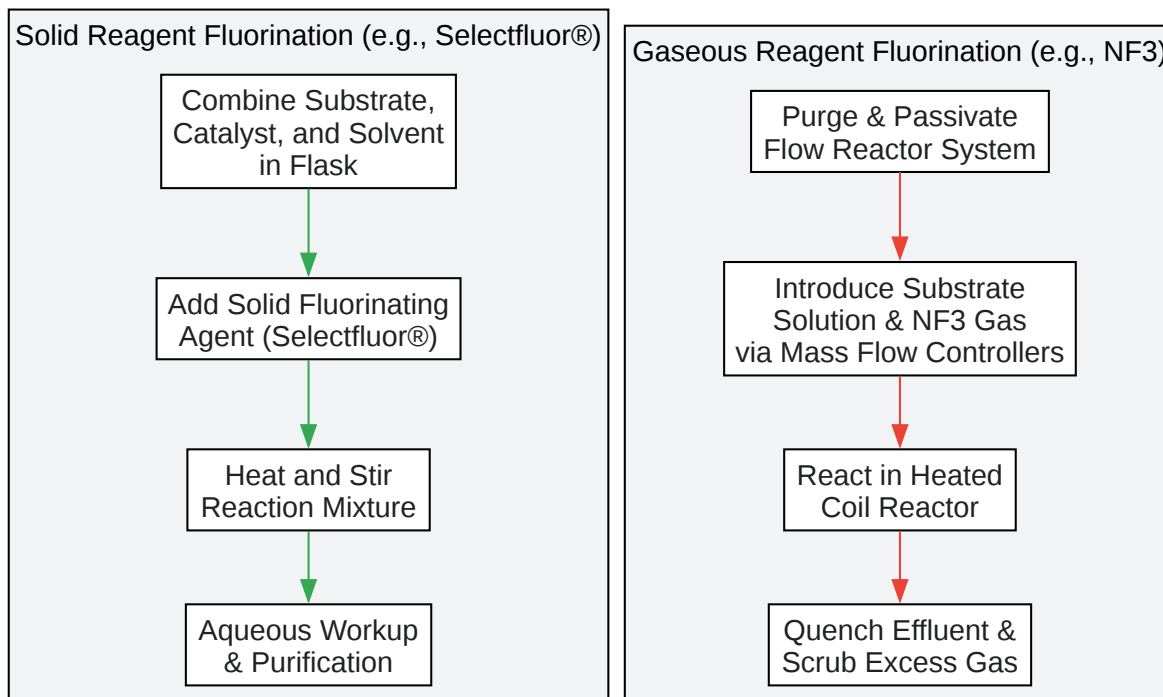 Solid Reagent Fluorination (e.g., Selectfluor®)
Combine Substrate,
Catalyst, and Solvent
in Flask
Add Solid Fluorinating
Agent (Selectfluor®)
Heat and Stir
Reaction Mixture
Aqueous Workup
& Purification
Gaseous Reagent Fluorination (e.g., NF3)
Purge & Passivate
Flow Reactor System
Introduce Substrate
Solution & NF3 Gas
via Mass Flow Controllers
React in Heated
Coil Reactor
Quench Effluent &
Scrub Excess Gas